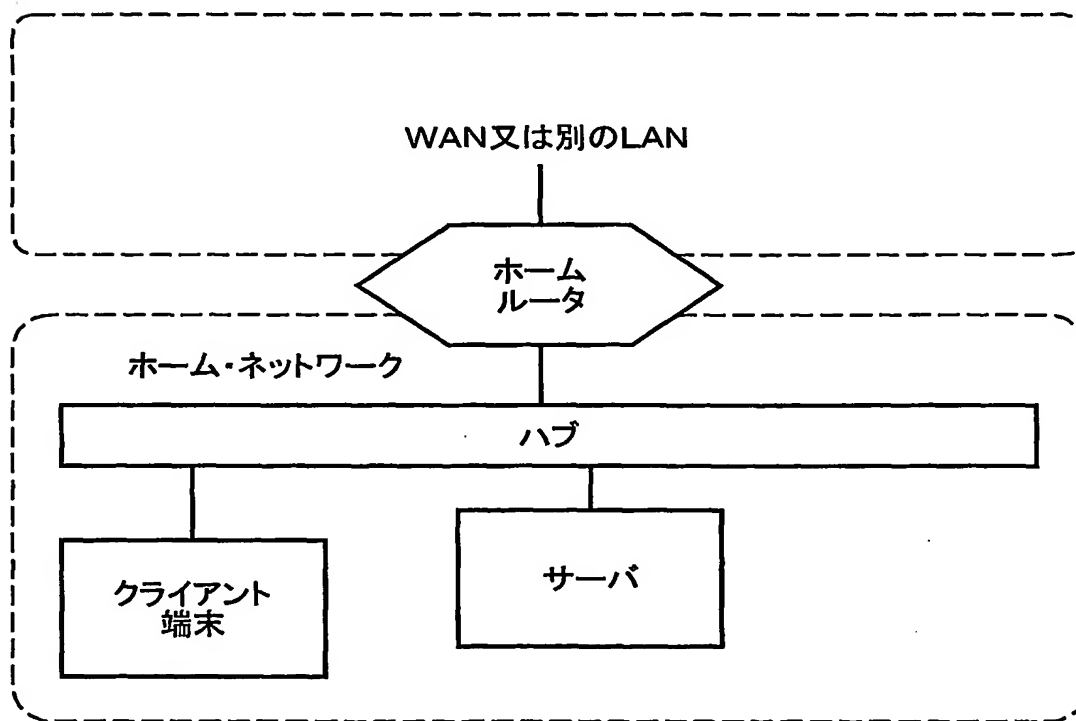 WAN又は別のLAN
ホーム
ルータ
ホーム・ネットワーク
ハブ
クライアント
端末
サーバ